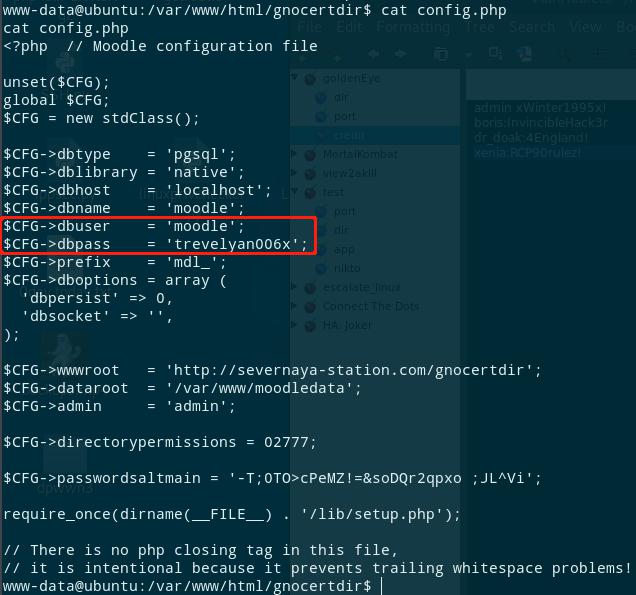 www-data@ubuntu:/var/www/html/gnocertdir$ cat config.php
cat config.php
<?php  // Moodle configuration file

unset($CFG);
global $CFG;
$CFG = new stdClass();

$CFG->dbtype    = 'pgsql';
$CFG->dblibrary = 'native';
$CFG->dbhost    = 'localhost';
$CFG->dbname    = 'moodle';
$CFG->dbuser    = 'moodle';
$CFG->dbpass    = 'trevelyan006x';
$CFG->prefix    = 'mdl_';
$CFG->dboptions = array (
  'dbpersist' => 0,
  'dbsocket' => '',
);

$CFG->wwwroot   = 'http://severnaya-station.com/gnocertdir';
$CFG->dataroot  = '/var/www/moodledata';
$CFG->admin     = 'admin';

$CFG->directorypermissions = 02777;

$CFG->passwordsaltmain = '-T;0TO>cPeMZ!=&soDQr2qpxo ;JL^Vi';

require_once(dirname(__FILE__) . '/lib/setup.php');

// There is no php closing tag in this file,
// it is intentional because it prevents trailing whitespace problems!
www-data@ubuntu:/var/www/html/gnocertdir$
File Edit
Search View
goldenEye
dir
port
credit
MortalKombat
view2akill
test
port
dir
app
nikto
escalate_linux
Connect The Dots
HA: Joker
admin xWinter1995x!
boris:InvincibleHack3r
dr_doak:4England!
xenia:RCP90rulez!
dpwwn3